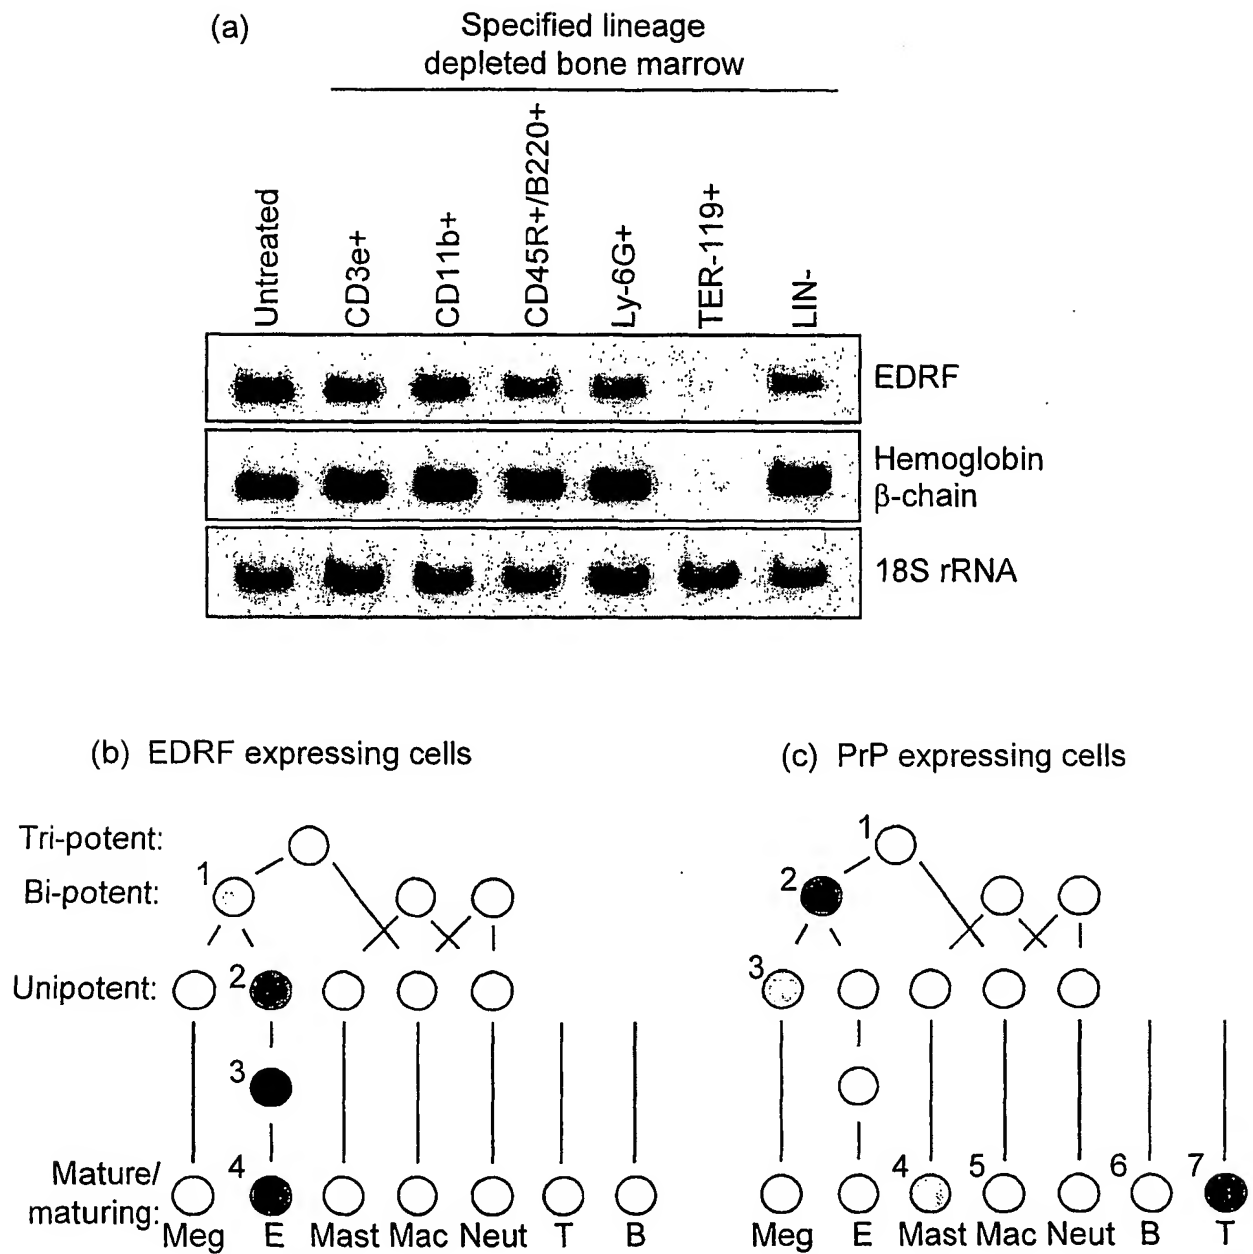 (a)
Specified lineage
depleted bone marrow
Untreated
CD3e+
CD11b+
CD45R+/B220+
Ly-6G+
TER-119+
LIN-
EDRF
Hemoglobin
β-chain
18S rRNA
(b) EDRF expressing cells
Tri-potent:
1
Bi-potent:
Unipotent:
2
3
4
Mature/
maturing:
Meg E Mast Mac Neut T B
(c) PrP expressing cells
1
2
3
4 5 6 7
Meg E Mast Mac Neut B T